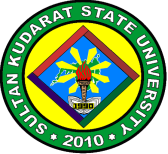 SULTAN KUDARAT STATE UNIVERSITY
1990
★ 2010 ★